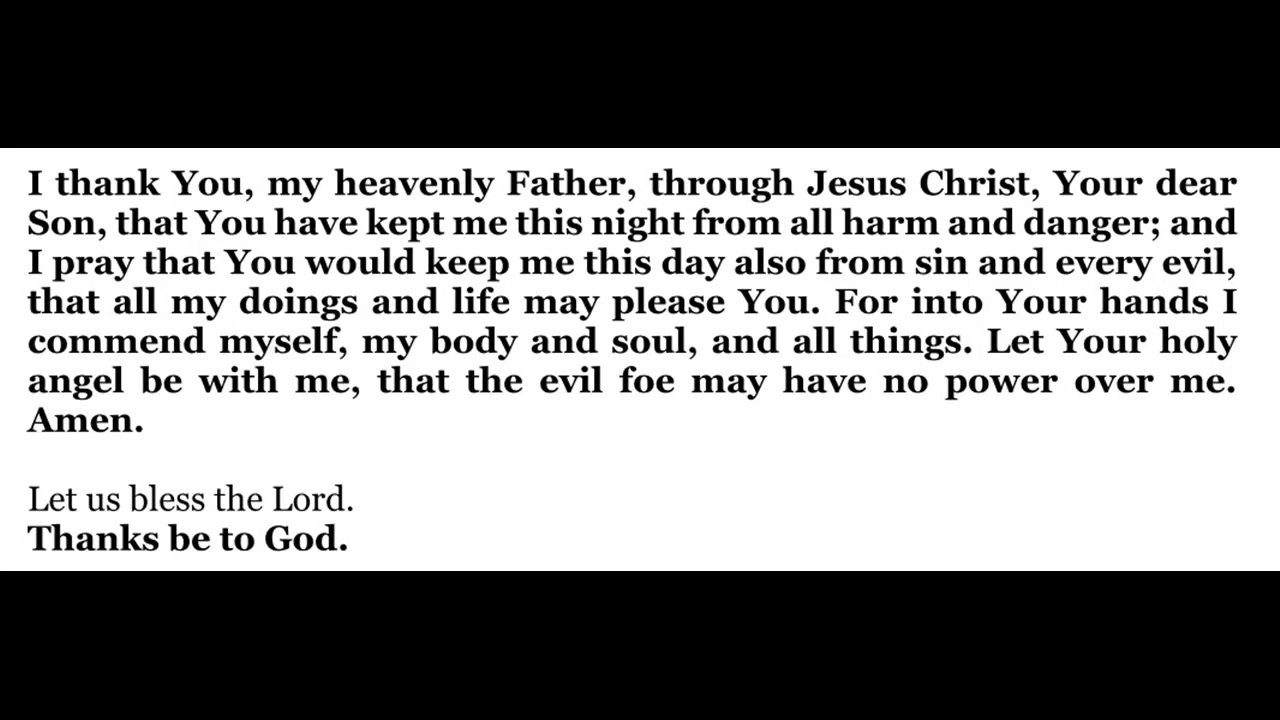 I thank You, my heavenly Father, through Jesus Christ, Your dear
Son, that You have kept me this night from all harm and danger; and
I pray that You would keep me this day also from sin and every evil,
that all my doings and life may please You. For into Your hands I
commend myself, my body and soul, and all things. Let Your holy
angel be with me, that the evil foe may have no power over me.
Amen.
Let us bless the Lord.
Thanks be to God.